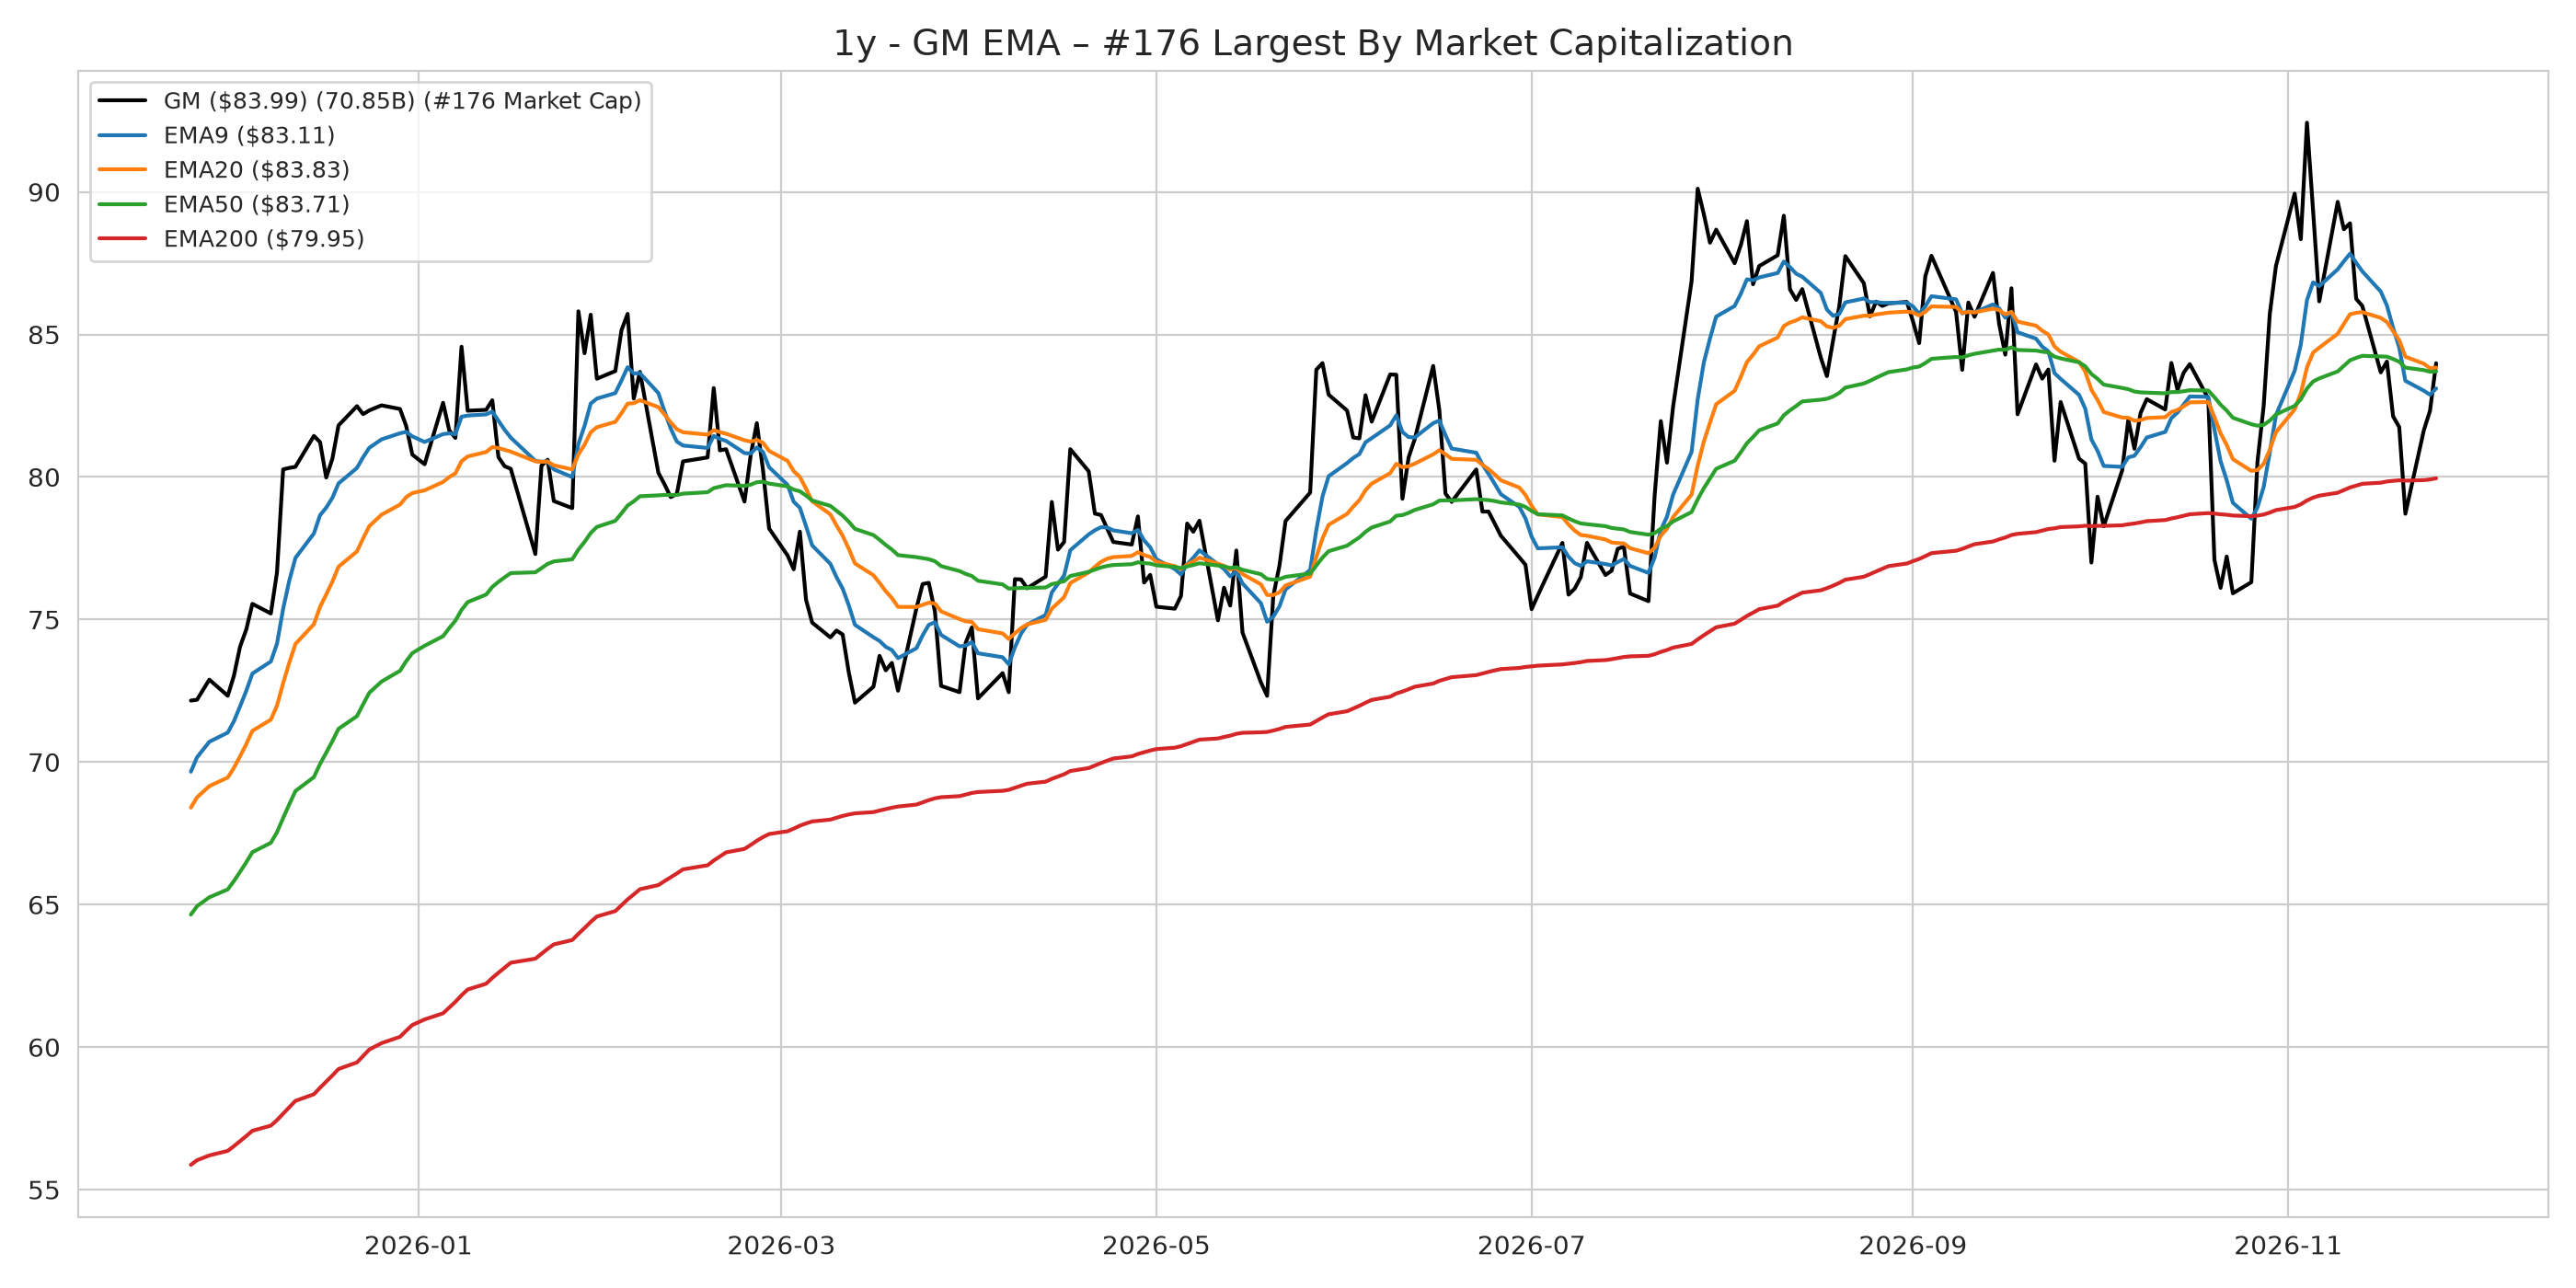 1y - GM EMA – #176 Largest By Market Capitalization
GM ($83.99) (70.85B) (#176 Market Cap)
EMA9 ($83.11)
EMA20 ($83.83)
EMA50 ($83.71)
EMA200 ($79.95)
90
85
80
75
70
65
60
55
2026-01 2026-03 2026-05 2026-07 2026-09 2026-11